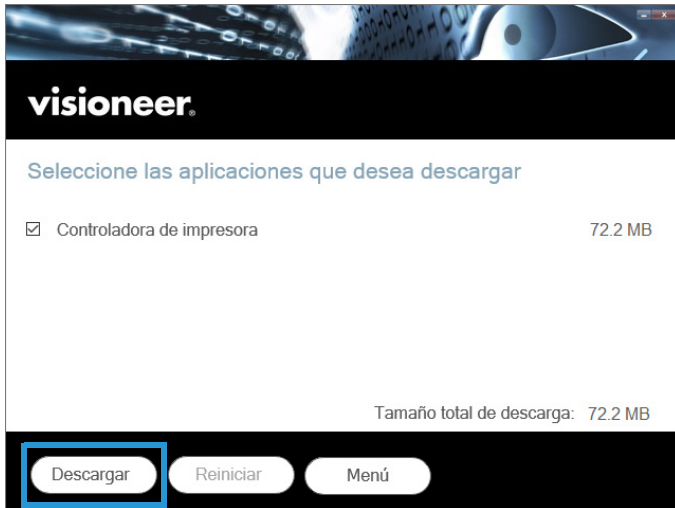 visioneer®
Seleccione las aplicaciones que desea descargar
Controladora de impresora 72.2 MB
Tamaño total de descarga: 72.2 MB
Descargar Reiniciar Menú